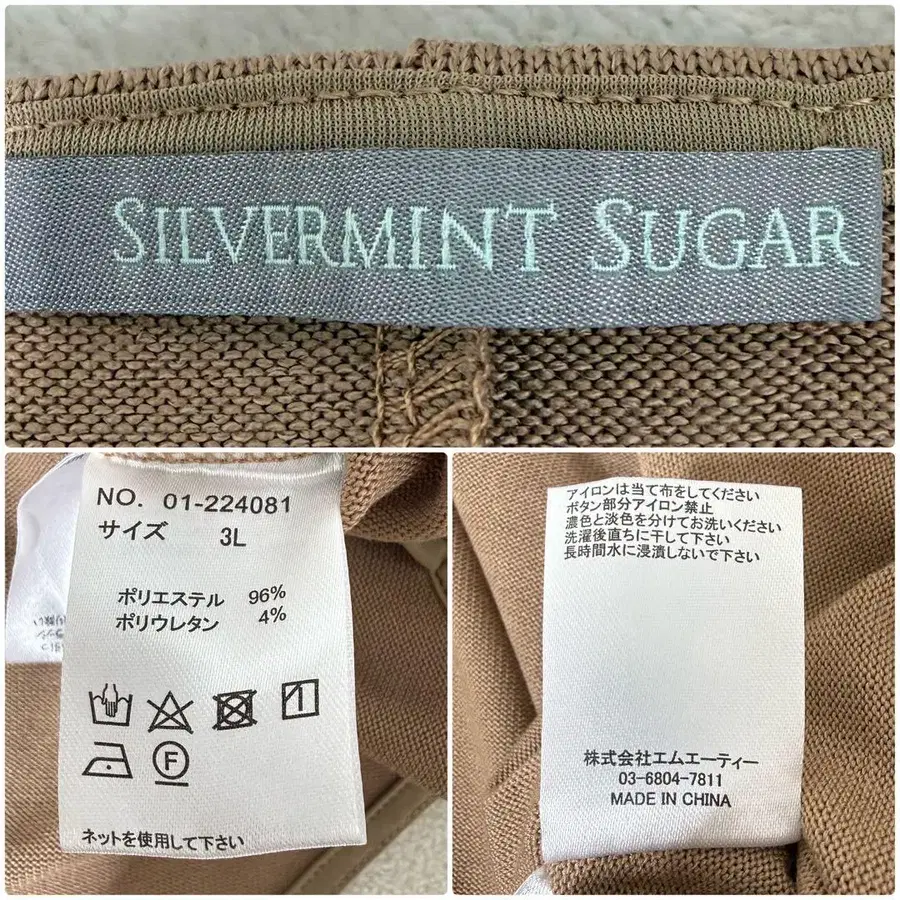 SILVERMINT SUGAR
NO. 01-224081
サイズ 3L
ポリエステル 96%
ポリウレタン 4%
1
F
ネットを使用して下さい
アイロンは当て布をしてください
ボタン部分アイロン禁止
濃色と淡色を分けてお洗いください
洗濯後直ちに干して下さい
長時間水に浸漬しないで下さい
株式会社エムエーティー
03-6804-7811
MADE IN CHINA